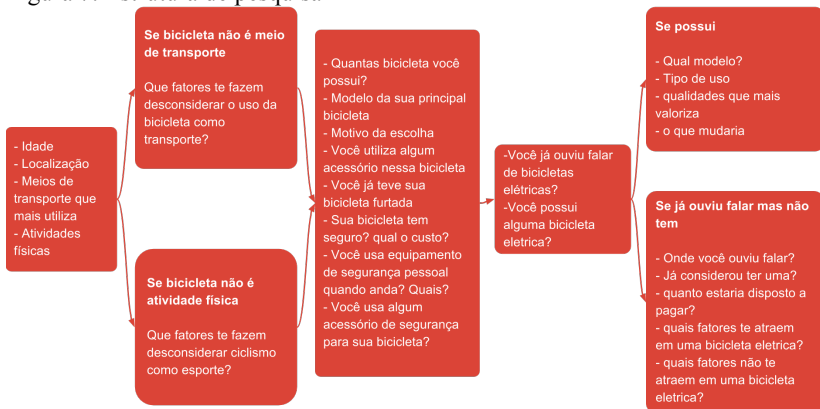 - Idade
- Localização
- Meios de
transporte que
mais utiliza
- Atividades
físicas
Se bicicleta não é meio
de transporte
Que fatores te fazem
desconsiderar o uso da
bicicleta como
transporte?
Se bicicleta não é
atividade física
Que fatores te fazem
desconsiderar ciclismo
como esporte?
- Quantas bicicleta você
possui?
- Modelo da sua principal
bicicleta
- Motivo da escolha
- Você utiliza algum
acessório nessa bicicleta
- Você já teve sua
bicicleta furtada
- Sua bicicleta tem
seguro? qual o custo?
- Você usa equipamento
de segurança pessoal
quando anda? Quais?
- Você usa algum
acessório de segurança
para sua bicicleta?
-Você já ouviu falar
de bicicletas
elétricas?
-Você possui
alguma bicicleta
eletrica?
Se possui
- Qual modelo?
- Tipo de uso
- qualidades que mais
valoriza
- o que mudaria
Se já ouviu falar mas não
tem
- Onde você ouviu falar?
- Já considerou ter uma?
- quanto estaria disposto a
pagar?
- quais fatores te atraem
em uma bicicleta eletrica?
- quais fatores não te
atraem em uma bicicleta
eletrica?